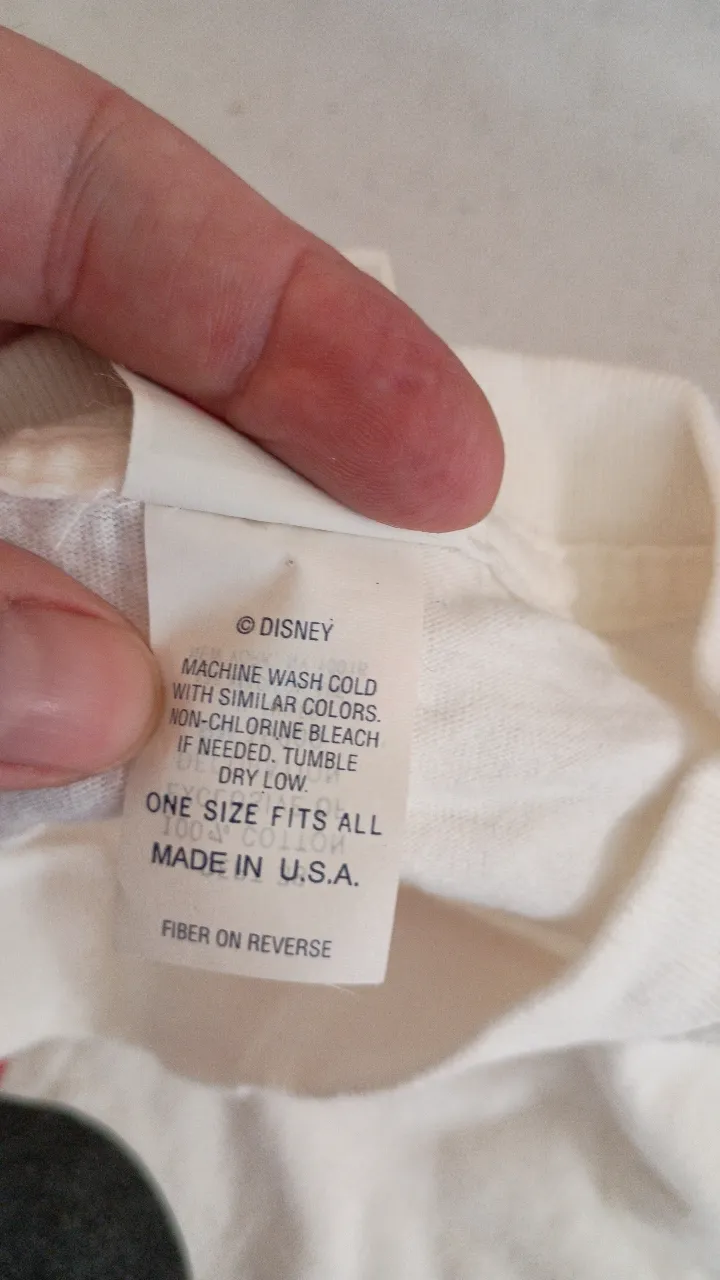 © DISNEY
MACHINE WASH COLD
WITH SIMILAR COLORS.
NON-CHLORINE BLEACH
IF NEEDED. TUMBLE
DRY LOW.
ONE SIZE FITS ALL
MADE IN U.S.A.
FIBER ON REVERSE